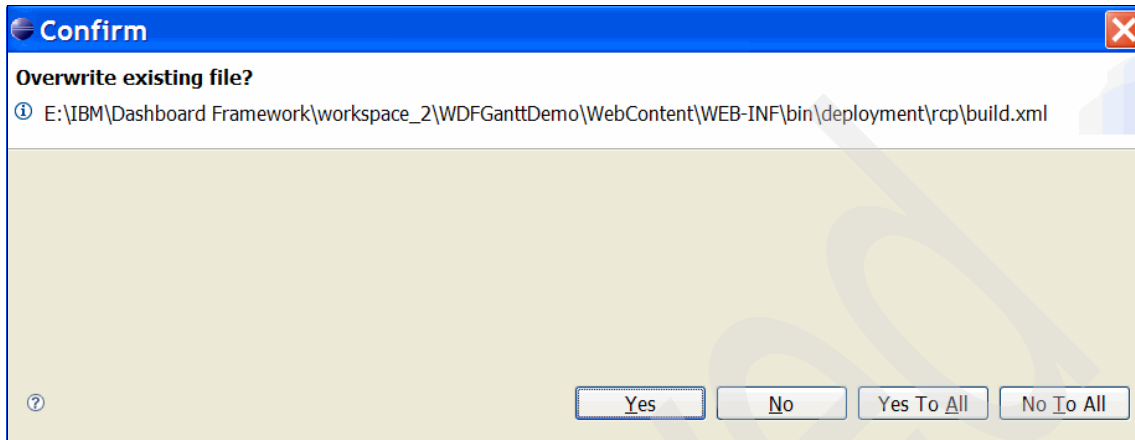 Confirm
Overwrite existing file?
E:\IBM\Dashboard Framework\workspace_2\WDFGanttDemo\WebContent\WEB-INF\bin\deployment\rcp\build.xml
Yes No Yes To All No To All